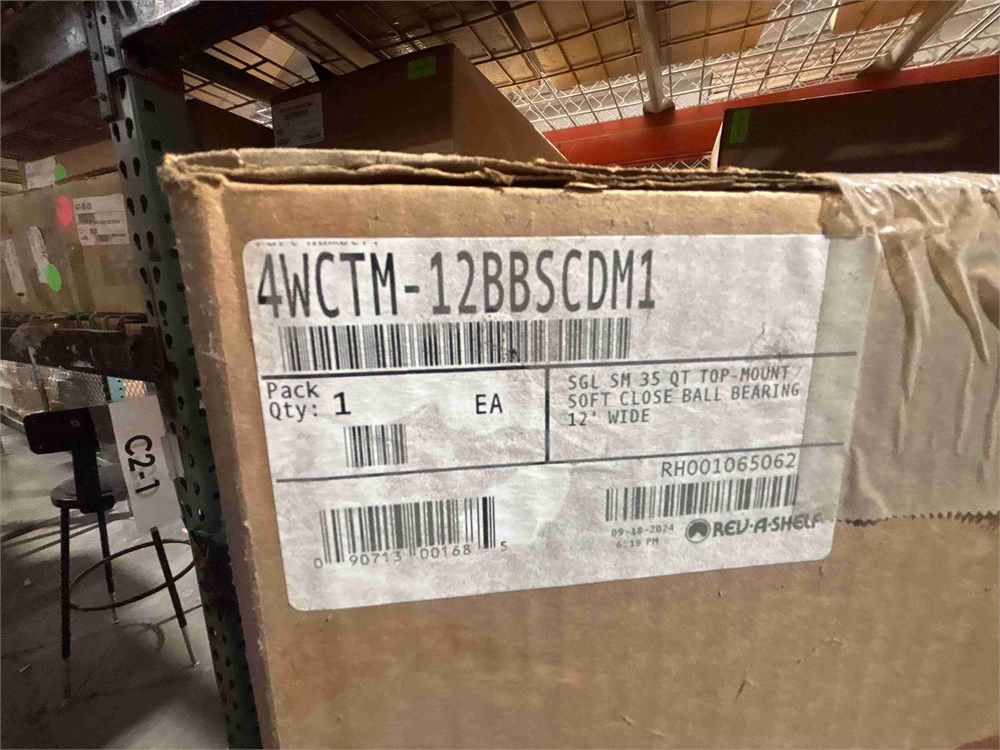 4WCTM-12BBSCDM1
Pack
Qty: 1
EA
SGL SM 35 QT TOP-MOUNT
SOFT CLOSE BALL BEARING
12' WIDE
RH001065062
0 90713 00168 5
09-18-2024
6:19 PM
REV-A-SHELF
C2-1